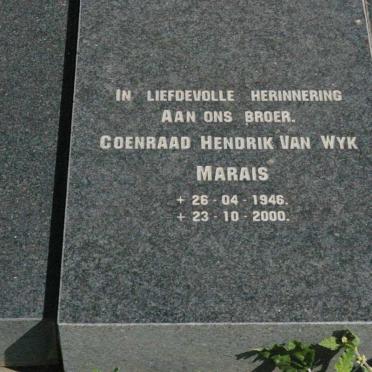 IN LIEFDEVOLLE HERINNERING
AAN ONS BROER.
COENRAAD HENDRIK VAN WYK
MARAIS
+ 26 - 04 - 1946.
+ 23 - 10 - 2000.